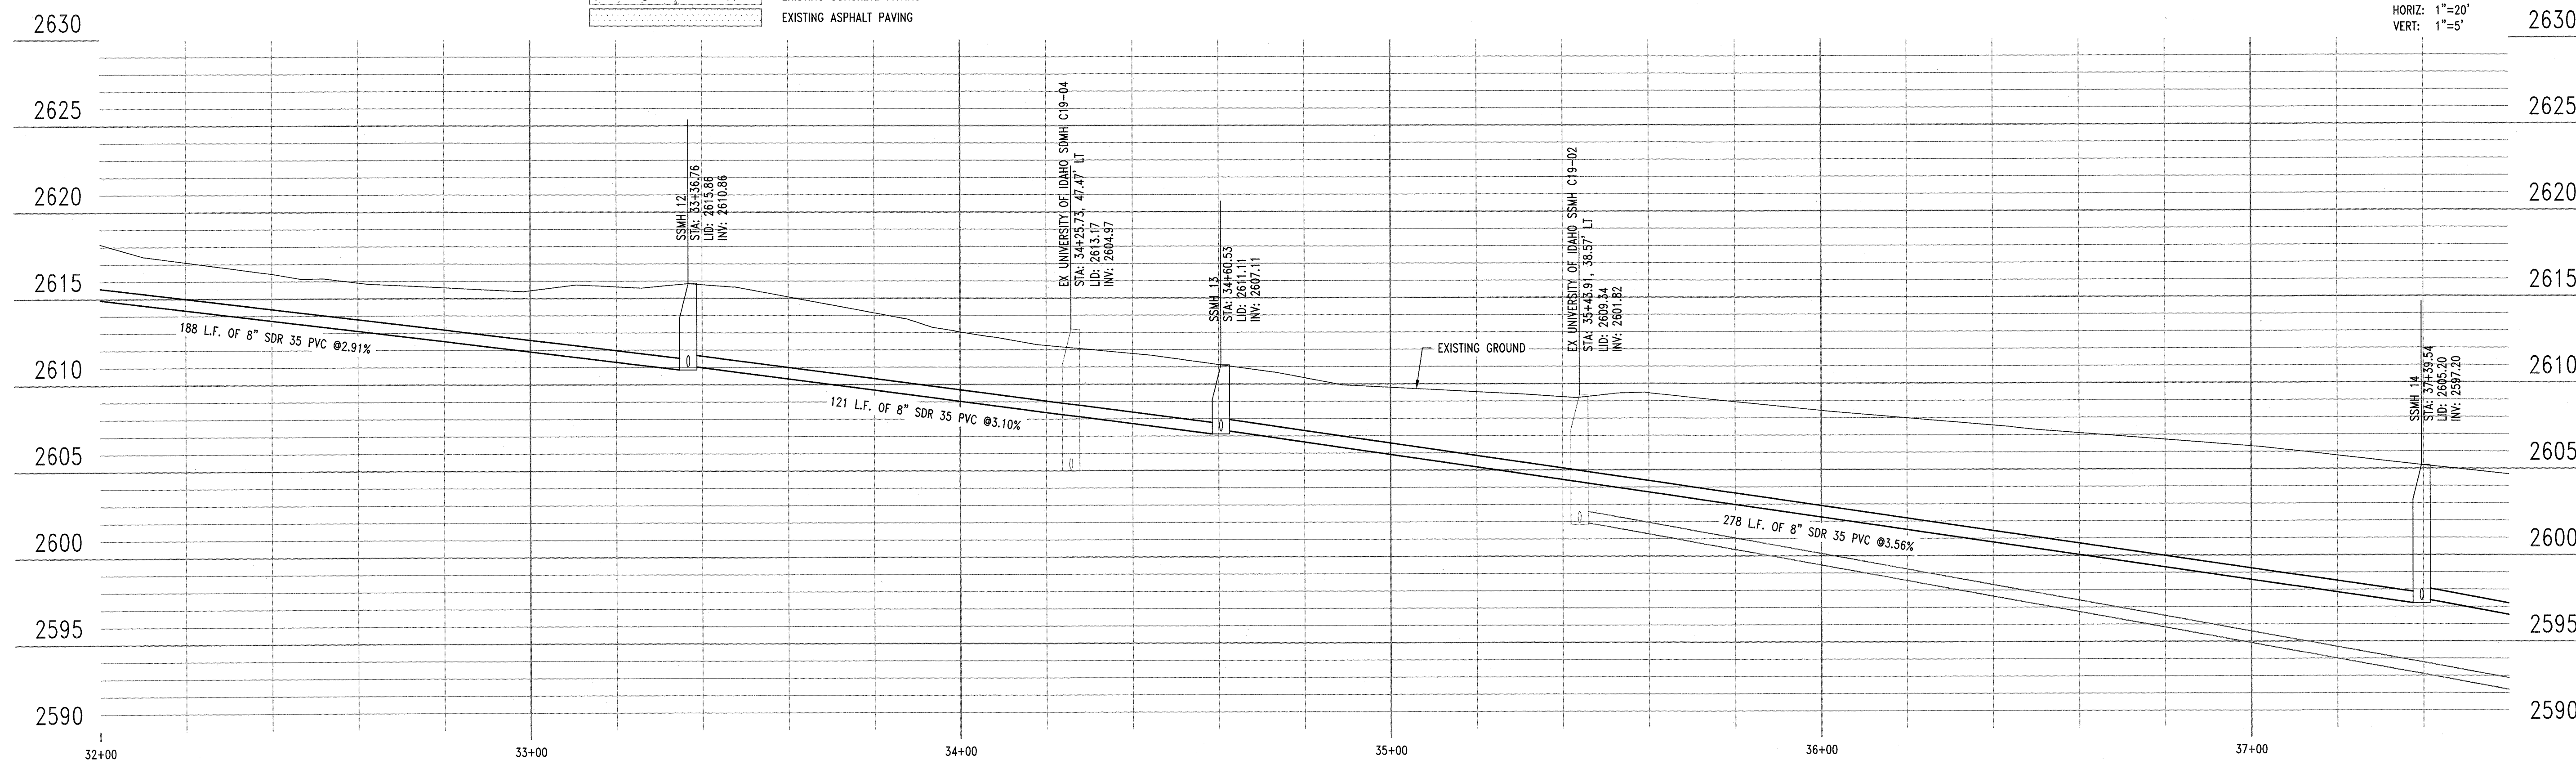 EXISTING ASPHALT PAVING
HORIZ: 1"=20'
VERT: 1"=5'
2630
2630
2625
2625
2620
2620
2615
2615
2610
2610
2605
2605
2600
2600
2595
2595
2590
2590
SSMH 12
STA: 33+36.76
LID: 2615.86
INV: 2610.86
EX UNIVERSITY OF IDAHO SDMH C19-04
STA: 34+25.73, 47.47' LT
LID: 2613.17
INV: 2604.97
SSMH 13
STA: 34+60.53
LID: 2611.11
INV: 2607.11
EX UNIVERSITY OF IDAHO SSMH C19-02
STA: 35+43.91, 38.57' LT
LID: 2609.34
INV: 2601.82
SSMH 14
STA: 37+39.54
LID: 2605.20
INV: 2597.20
EXISTING GROUND
188 L.F. OF 8" SDR 35 PVC @2.91%
121 L.F. OF 8" SDR 35 PVC @3.10%
278 L.F. OF 8" SDR 35 PVC @3.56%
32+00
33+00
34+00
35+00
36+00
37+00